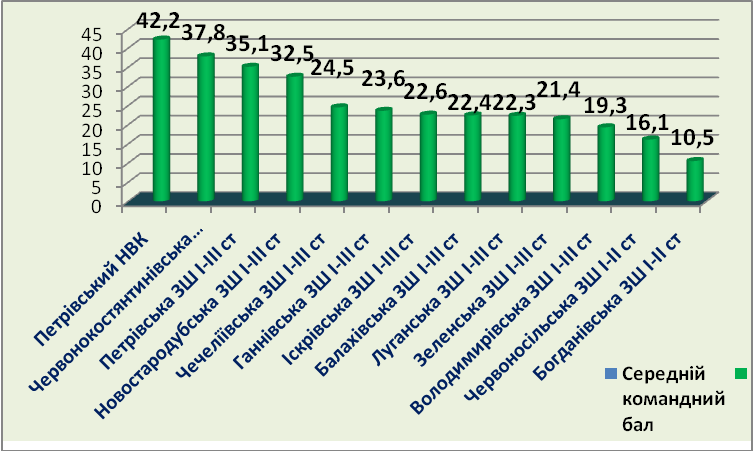 42,2
37,8
35,1
32,5
24,5
23,6
22,6
22,4
22,3
21,4
19,3
16,1
10,5
45
40
35
30
25
20
15
10
5
0
Петрівський НВК
Червонокостянтинівська...
Петрівська ЗШ І-ІІІ ст
Новостародубська ЗШ І-ІІІ ст
Чечеліївська ЗШ І-ІІІ ст
Ганнівська ЗШ І-ІІІ ст
Іскрівська ЗШ І-ІІІ ст
Балахівська ЗШ І-ІІІ ст
Луганська ЗШ І-ІІІ ст
Зеленська ЗШ І-ІІІ ст
Володимирівська ЗШ І-ІІІ ст
Червоносільська ЗШ І-ІІ ст
Богданівська ЗШ І-ІІ ст
Середній
командний
бал